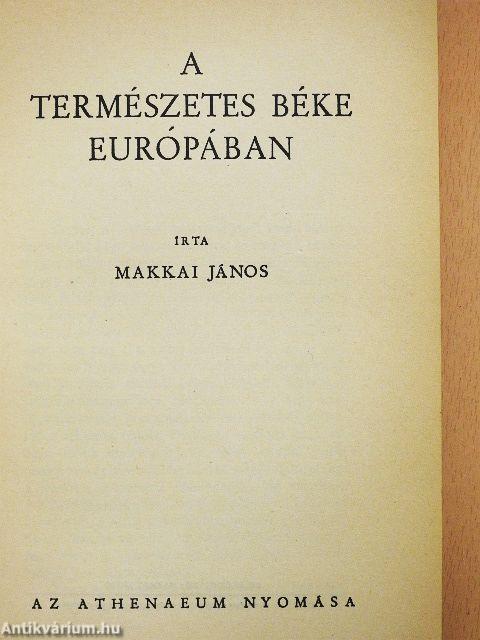 A
TERMÉSZETES BÉKE
EURÓPÁBAN
ÍRTA
MAKKAI JÁNOS
AZ ATHENAEUM NYOMÁSA
Antikvárium.hu